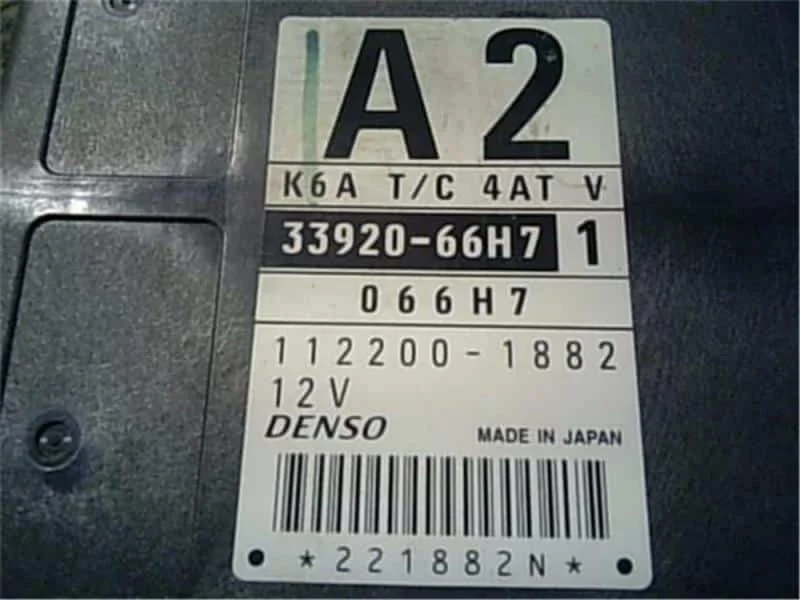 A2
K6A T/C 4AT V
33920-66H7 1
066H7
112200-1882
12V
DENSO MADE IN JAPAN
*221882N*